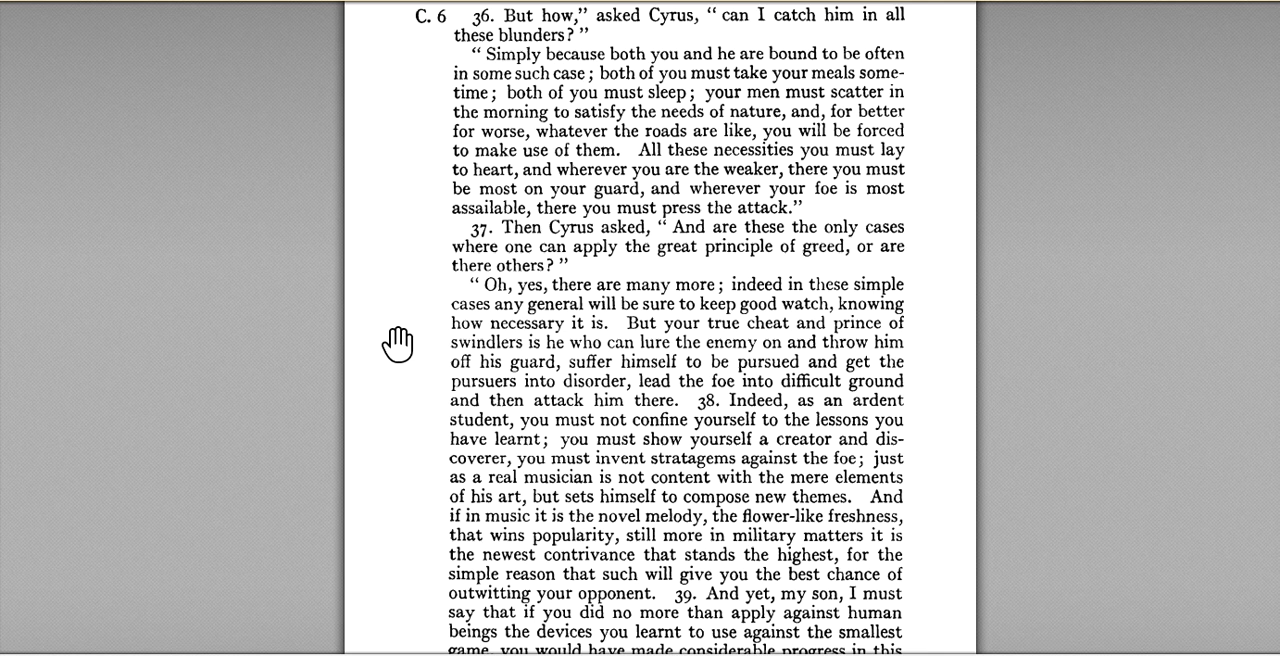 C. 6 36. But how,” asked Cyrus, “ can I catch him in all
these blunders? ”
“ Simply because both you and he are bound to be often
in some such case ; both of you must take your meals some-
time ; both of you must sleep ; your men must scatter in
the morning to satisfy the needs of nature, and, for better
for worse, whatever the roads are like, you will be forced
to make use of them. All these necessities you must lay
to heart, and wherever you are the weaker, there you must
be most on your guard, and wherever your foe is most
assailable, there you must press the attack.”
37. Then Cyrus asked, “ And are these the only cases
where one can apply the great principle of greed, or are
there others? ”
“ Oh, yes, there are many more ; indeed in these simple
cases any general will be sure to keep good watch, knowing
how necessary it is. But your true cheat and prince of
swindlers is he who can lure the enemy on and throw him
off his guard, suffer himself to be pursued and get the
pursuers into disorder, lead the foe into difficult ground
and then attack him there. 38. Indeed, as an ardent
student, you must not confine yourself to the lessons you
have learnt ; you must show yourself a creator and dis-
coverer, you must invent stratagems against the foe ; just
as a real musician is not content with the mere elements
of his art, but sets himself to compose new themes. And
if in music it is the novel melody, the flower-like freshness,
that wins popularity, still more in military matters it is
the newest contrivance that stands the highest, for the
simple reason that such will give you the best chance of
outwitting your opponent. 39. And yet, my son, I must
say that if you did no more than apply against human
beings the devices you learnt to use against the smallest
game, you would have made considerable progress in this